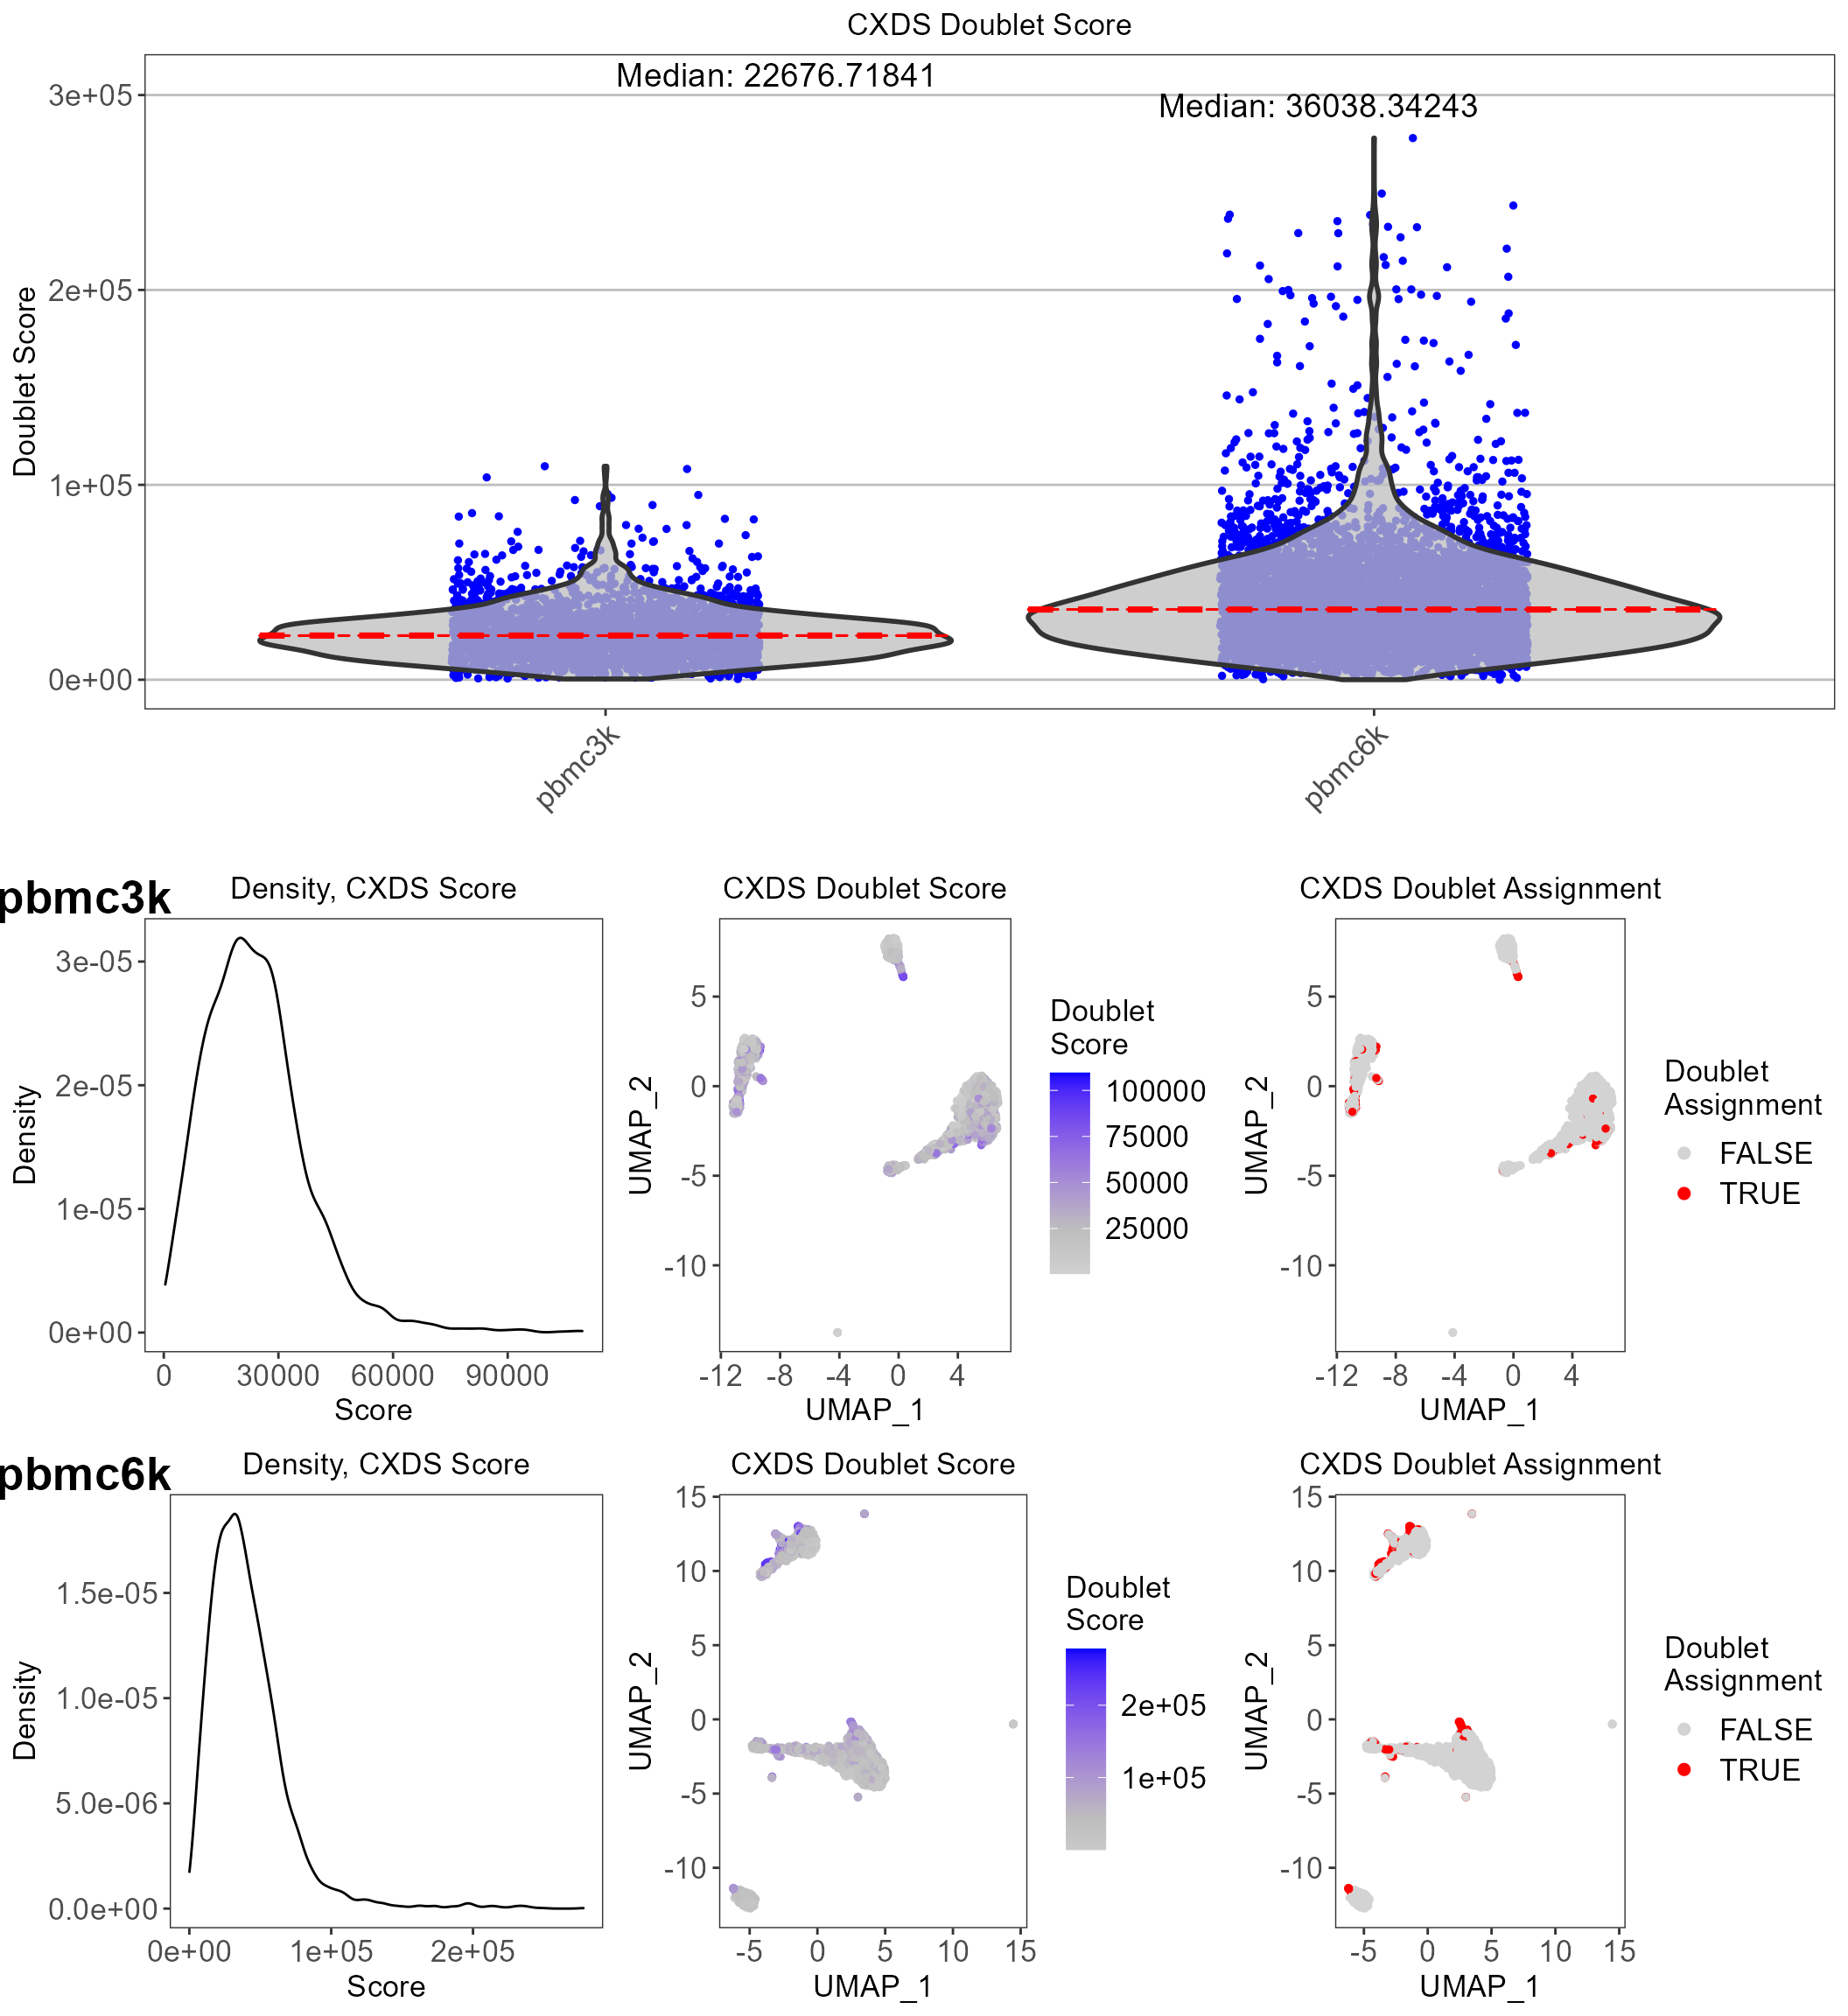 CXDS Doublet Score
Median: 22676.71841
Median: 36038.34243
Doublet Score
3e+05
2e+05
1e+05
0e+00
pbmc3k
pbmc6k
pbmc3k
Density, CXDS Score
Density
3e-05
2e-05
1e-05
0e+00
0 30000 60000 90000
Score
CXDS Doublet Score
UMAP_2
5
0
-5
-10
-12 -8 -4 0 4
UMAP_1
Doublet
Score
100000
75000
50000
25000
CXDS Doublet Assignment
UMAP_2
5
0
-5
-10
-12 -8 -4 0 4
UMAP_1
Doublet
Assignment
FALSE
TRUE
pbmc6k
Density, CXDS Score
Density
1.5e-05
1.0e-05
5.0e-06
0.0e+00
0e+00 1e+05 2e+05
Score
CXDS Doublet Score
UMAP_2
15
10
5
0
-5
-10
-5 0 5 10 15
UMAP_1
Doublet
Score
2e+05
1e+05
CXDS Doublet Assignment
UMAP_2
15
10
5
0
-5
-10
-5 0 5 10 15
UMAP_1
Doublet
Assignment
FALSE
TRUE